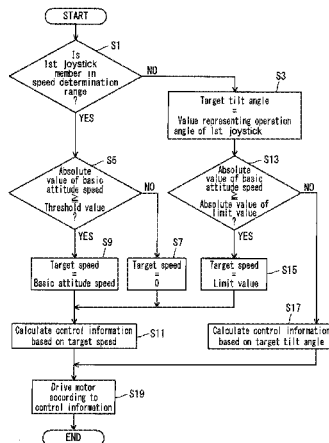 START
S1
Is
1st joystick
member in
speed determination
range
?
NO
YES
S3
Target tilt angle
=
Value representing operation
angle of 1st joystick
S5
Absolute
value of basic
attitude speed
≧
Threshold value
?
NO
YES
S13
Absolute
value of basic
attitude speed
≧
Absolute value of
limit value
?
NO
YES
S9
Target speed
=
Basic attitude speed
S7
Target speed
=
0
Target speed
=
Limit value
S15
Calculate control information
based on target speed
S11
S17
Calculate control information
based on target tilt angle
Drive motor
according to
control information
S19
END